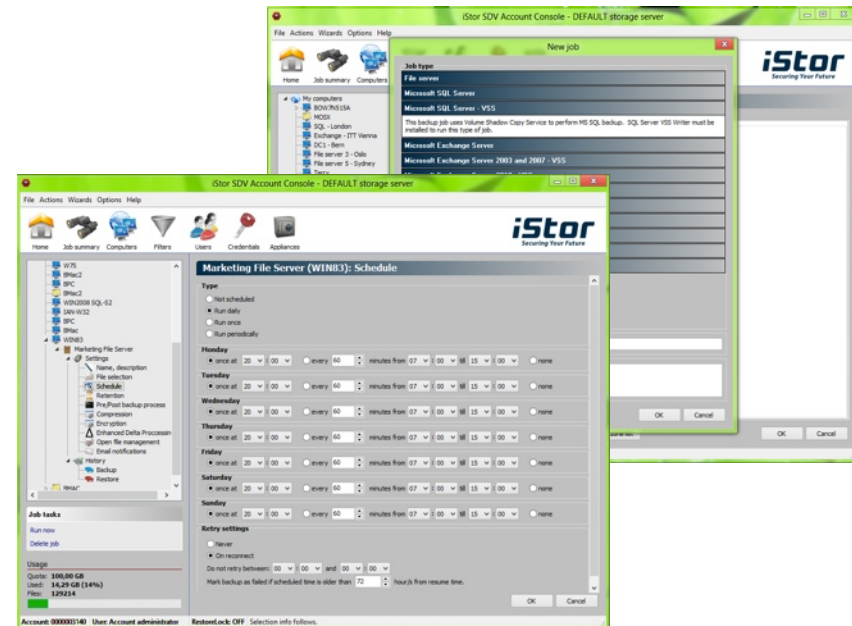 iStor SDV Account Console - DEFAULT storage server
File Actions Wizards Options Help
Home Job summary Computers
iStor
Securing Your Future
My computers
BOW7NS15A
MOSX
SQL - London
Exchange - ITT Vienna
DC1 - Bern
File server 3 - Oslo
File server 5 - Sydney
Terry
New job
Job type
File server
Microsoft SQL Server
Microsoft SQL Server - VSS
This backup job uses Volume Shadow Copy Service to perform MS SQL backup. SQL Server VSS Writer must be
installed to run this type of job.
Microsoft Exchange Server
Microsoft Exchange Server 2003 and 2007 - VSS
OK Cancel
OK Cancel
iStor SDV Account Console - DEFAULT storage server
File Actions Wizards Options Help
Home Job summary Computers Filters Users Credentials Appliances
iStor
Securing Your Future
W7S
BMac2
BPC
BMac2
WIN2008 SQL-S2
IAN-W32
BPC
BMac
WIN83
Marketing File Server
Settings
Name, description
File selection
Schedule
Retention
Pre/Post backup process
Compression
Encryption
Enhanced Delta Proccessin
Open file management
Email notifications
History
Backup
Restore
Job tasks
Run now
Delete job
Usage
Quota: 100,00 GB
Used: 14,29 GB (14%)
Files: 129214
Marketing File Server (WIN83): Schedule
Type
Not scheduled
Run daily
Run once
Run periodically
Monday
once at 20 : 00 every 60 minutes from 07 : 00 till 15 : 00 none
Tuesday
once at 20 : 00 every 60 minutes from 07 : 00 till 15 : 00 none
Wednesday
once at 20 : 00 every 60 minutes from 07 : 00 till 15 : 00 none
Thursday
once at 20 : 00 every 60 minutes from 07 : 00 till 15 : 00 none
Friday
once at 20 : 00 every 60 minutes from 07 : 00 till 15 : 00 none
Saturday
once at 20 : 00 every 60 minutes from 07 : 00 till 15 : 00 none
Sunday
once at 20 : 00 every 60 minutes from 07 : 00 till 15 : 00 none
Retry settings
Never
On reconnect
Do not retry between: 00 : 00 and 00 : 00
Mark backup as failed if scheduled time is older than 72 hour/s from resume time.
OK Cancel
Account: 0000003140 User: Account administrator RestoreLock: OFF Selection info follows.